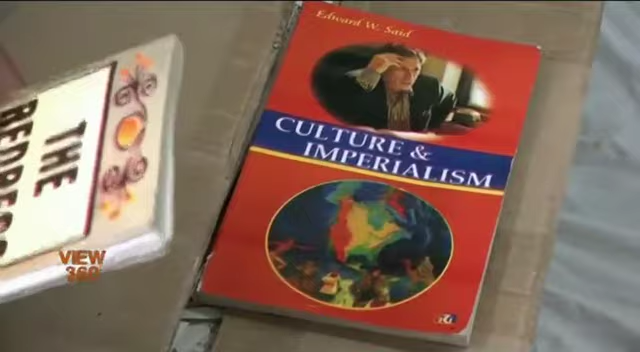 Edward W. Said
CULTURE &
IMPERIALISM
THE
VIEW
360°